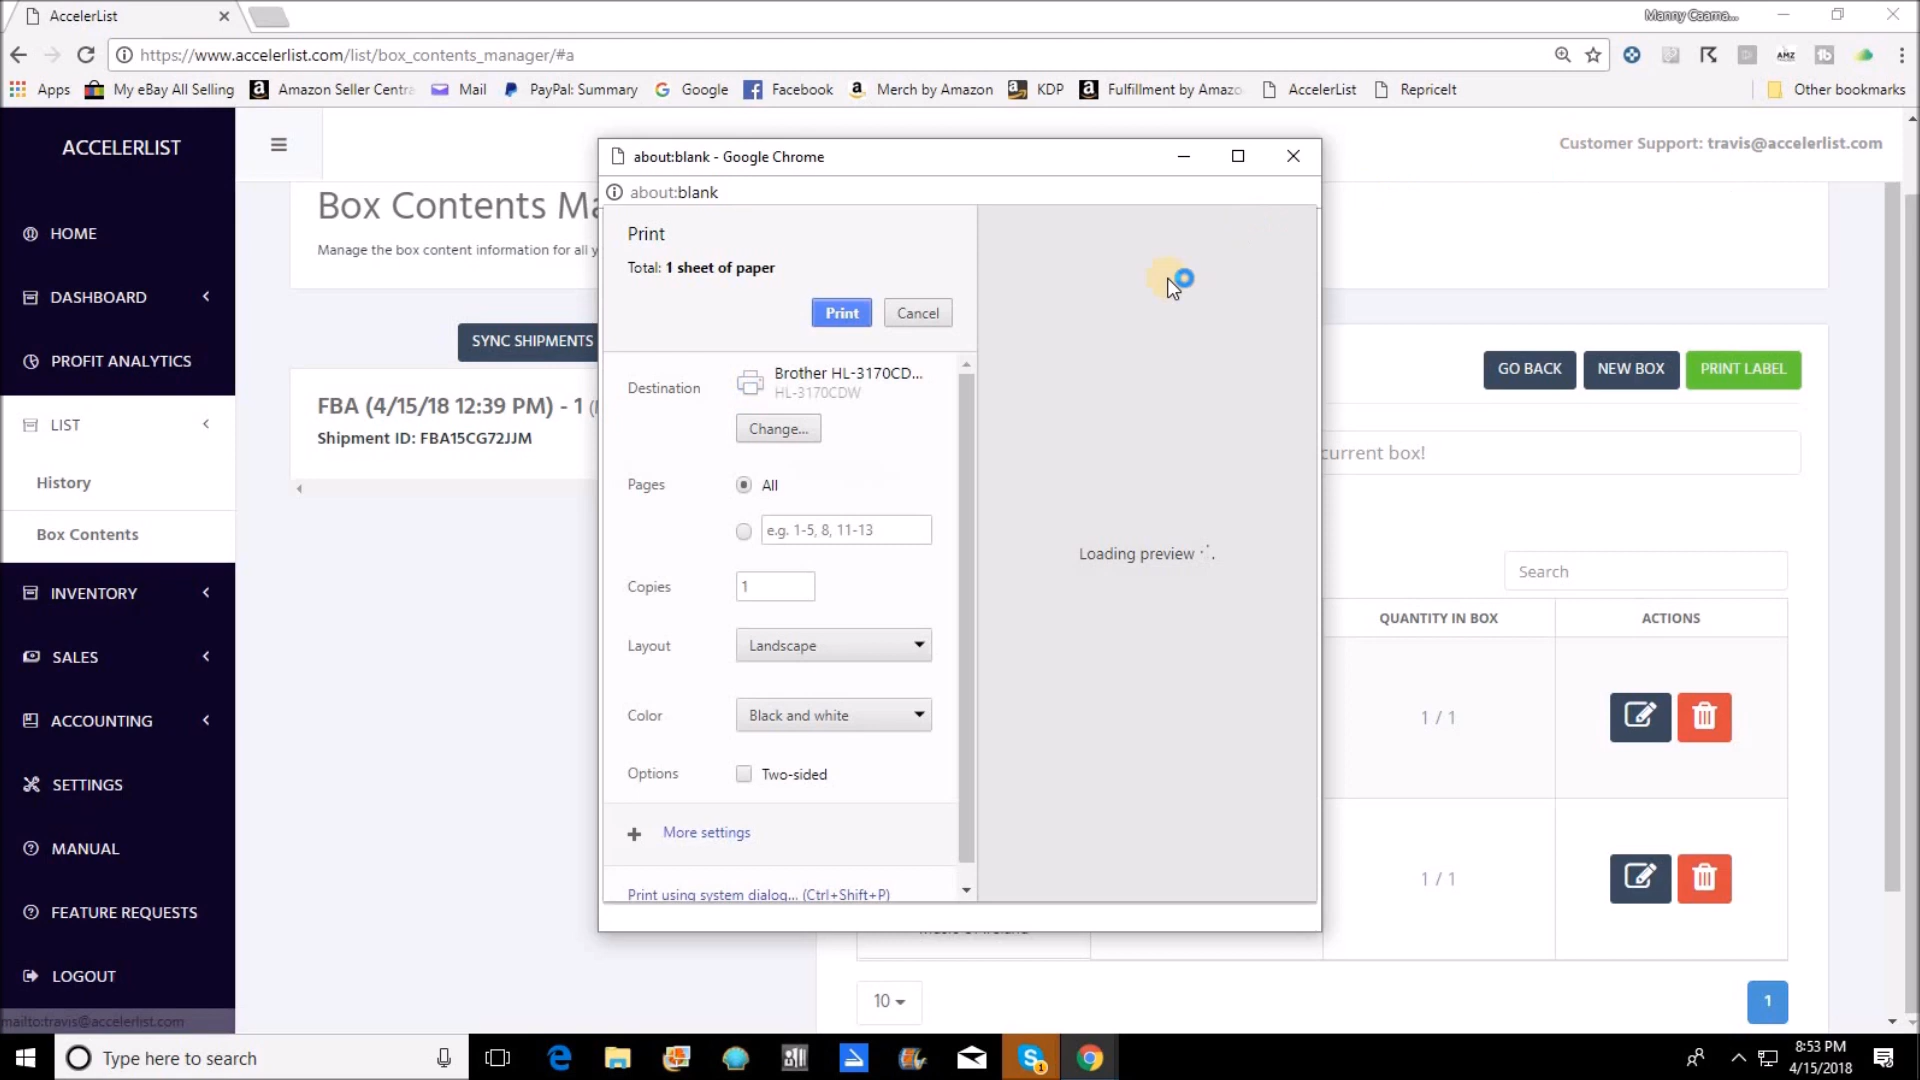 AccelerList
Manny Caama...
https://www.accelerlist.com/list/box_contents_manager/#a
Apps
My eBay All Selling
Amazon Seller Centra
Mail
PayPal: Summary
Google
Facebook
Merch by Amazon
KDP
Fulfillment by Amazo
AccelerList
RepriceIt
Other bookmarks
ACCELERLIST
Customer Support: travis@accelerlist.com
HOME
DASHBOARD
PROFIT ANALYTICS
LIST
History
Box Contents
INVENTORY
SALES
ACCOUNTING
SETTINGS
MANUAL
FEATURE REQUESTS
LOGOUT
mailto:travis@accelerlist.com
Box Contents Ma
Manage the box content information for all y
SYNC SHIPMENTS
FBA (4/15/18 12:39 PM) - 1
Shipment ID: FBA15CG72JJM
about:blank - Google Chrome
about:blank
Print
Total: 1 sheet of paper
Print
Cancel
Destination
Brother HL-3170CD...
HL-3170CDW
Change...
Pages
All
e.g. 1-5, 8, 11-13
Copies
1
Layout
Landscape
Color
Black and white
Options
Two-sided
More settings
Print using system dialog... (Ctrl+Shift+P)
Loading preview
GO BACK
NEW BOX
PRINT LABEL
current box!
Search
QUANTITY IN BOX
ACTIONS
1 / 1
1 / 1
10
1
Type here to search
8:53 PM
4/15/2018